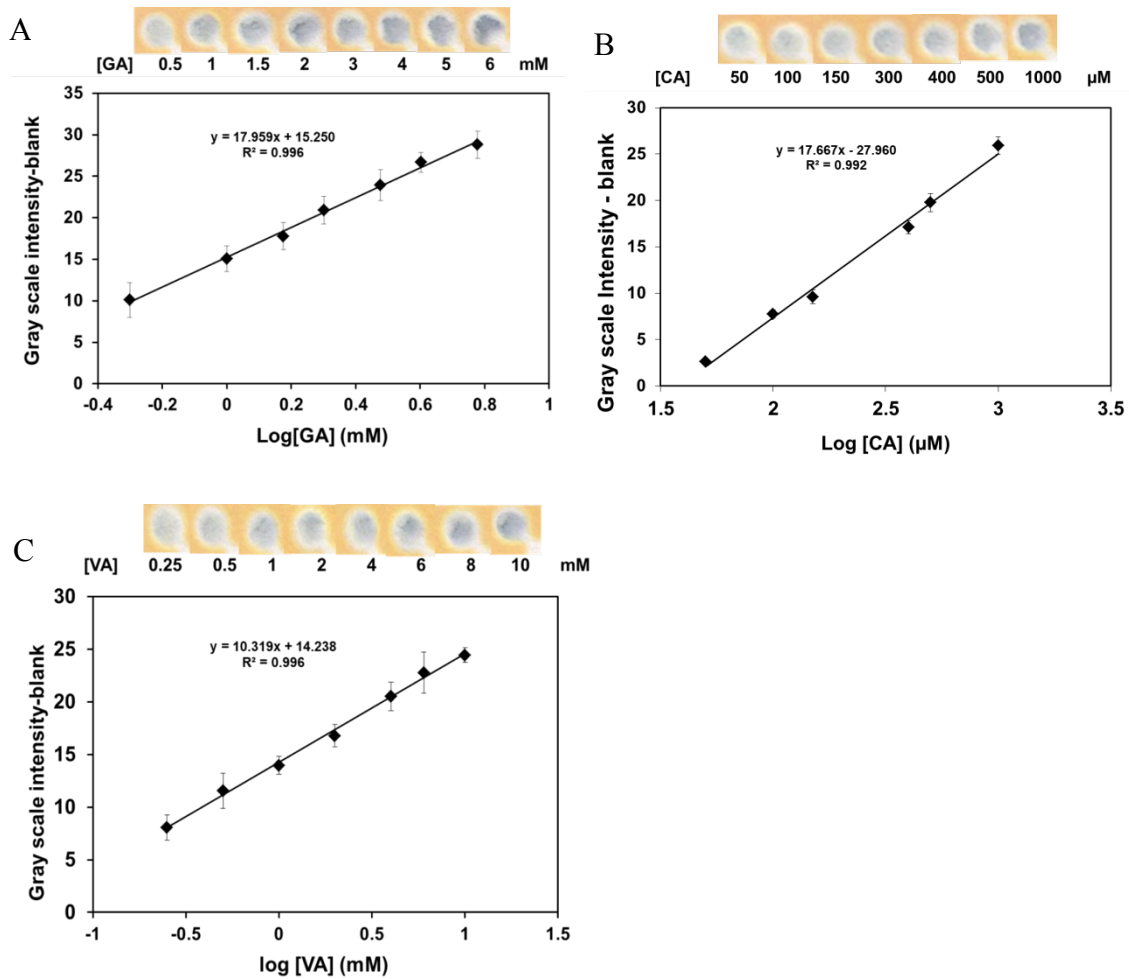 A
[GA] 0.5 1 1.5 2 3 4 5 6 mM
35
30
25
20
15
10
5
0
Gray scale intensity-blank
y = 17.959x + 15.250
R² = 0.996
-0.4 -0.2 0 0.2 0.4 0.6 0.8 1
Log[GA] (mM)
B
[CA] 50 100 150 300 400 500 1000 µM
30
25
20
15
10
5
0
Gray scale Intensity - blank
y = 17.667x - 27.960
R² = 0.992
1.5 2 2.5 3 3.5
Log [CA] (µM)
C
[VA] 0.25 0.5 1 2 4 6 8 10 mM
30
25
20
15
10
5
0
Gray scale intensity-blank
y = 10.319x + 14.238
R² = 0.996
-1 -0.5 0 0.5 1 1.5
log [VA] (mM)